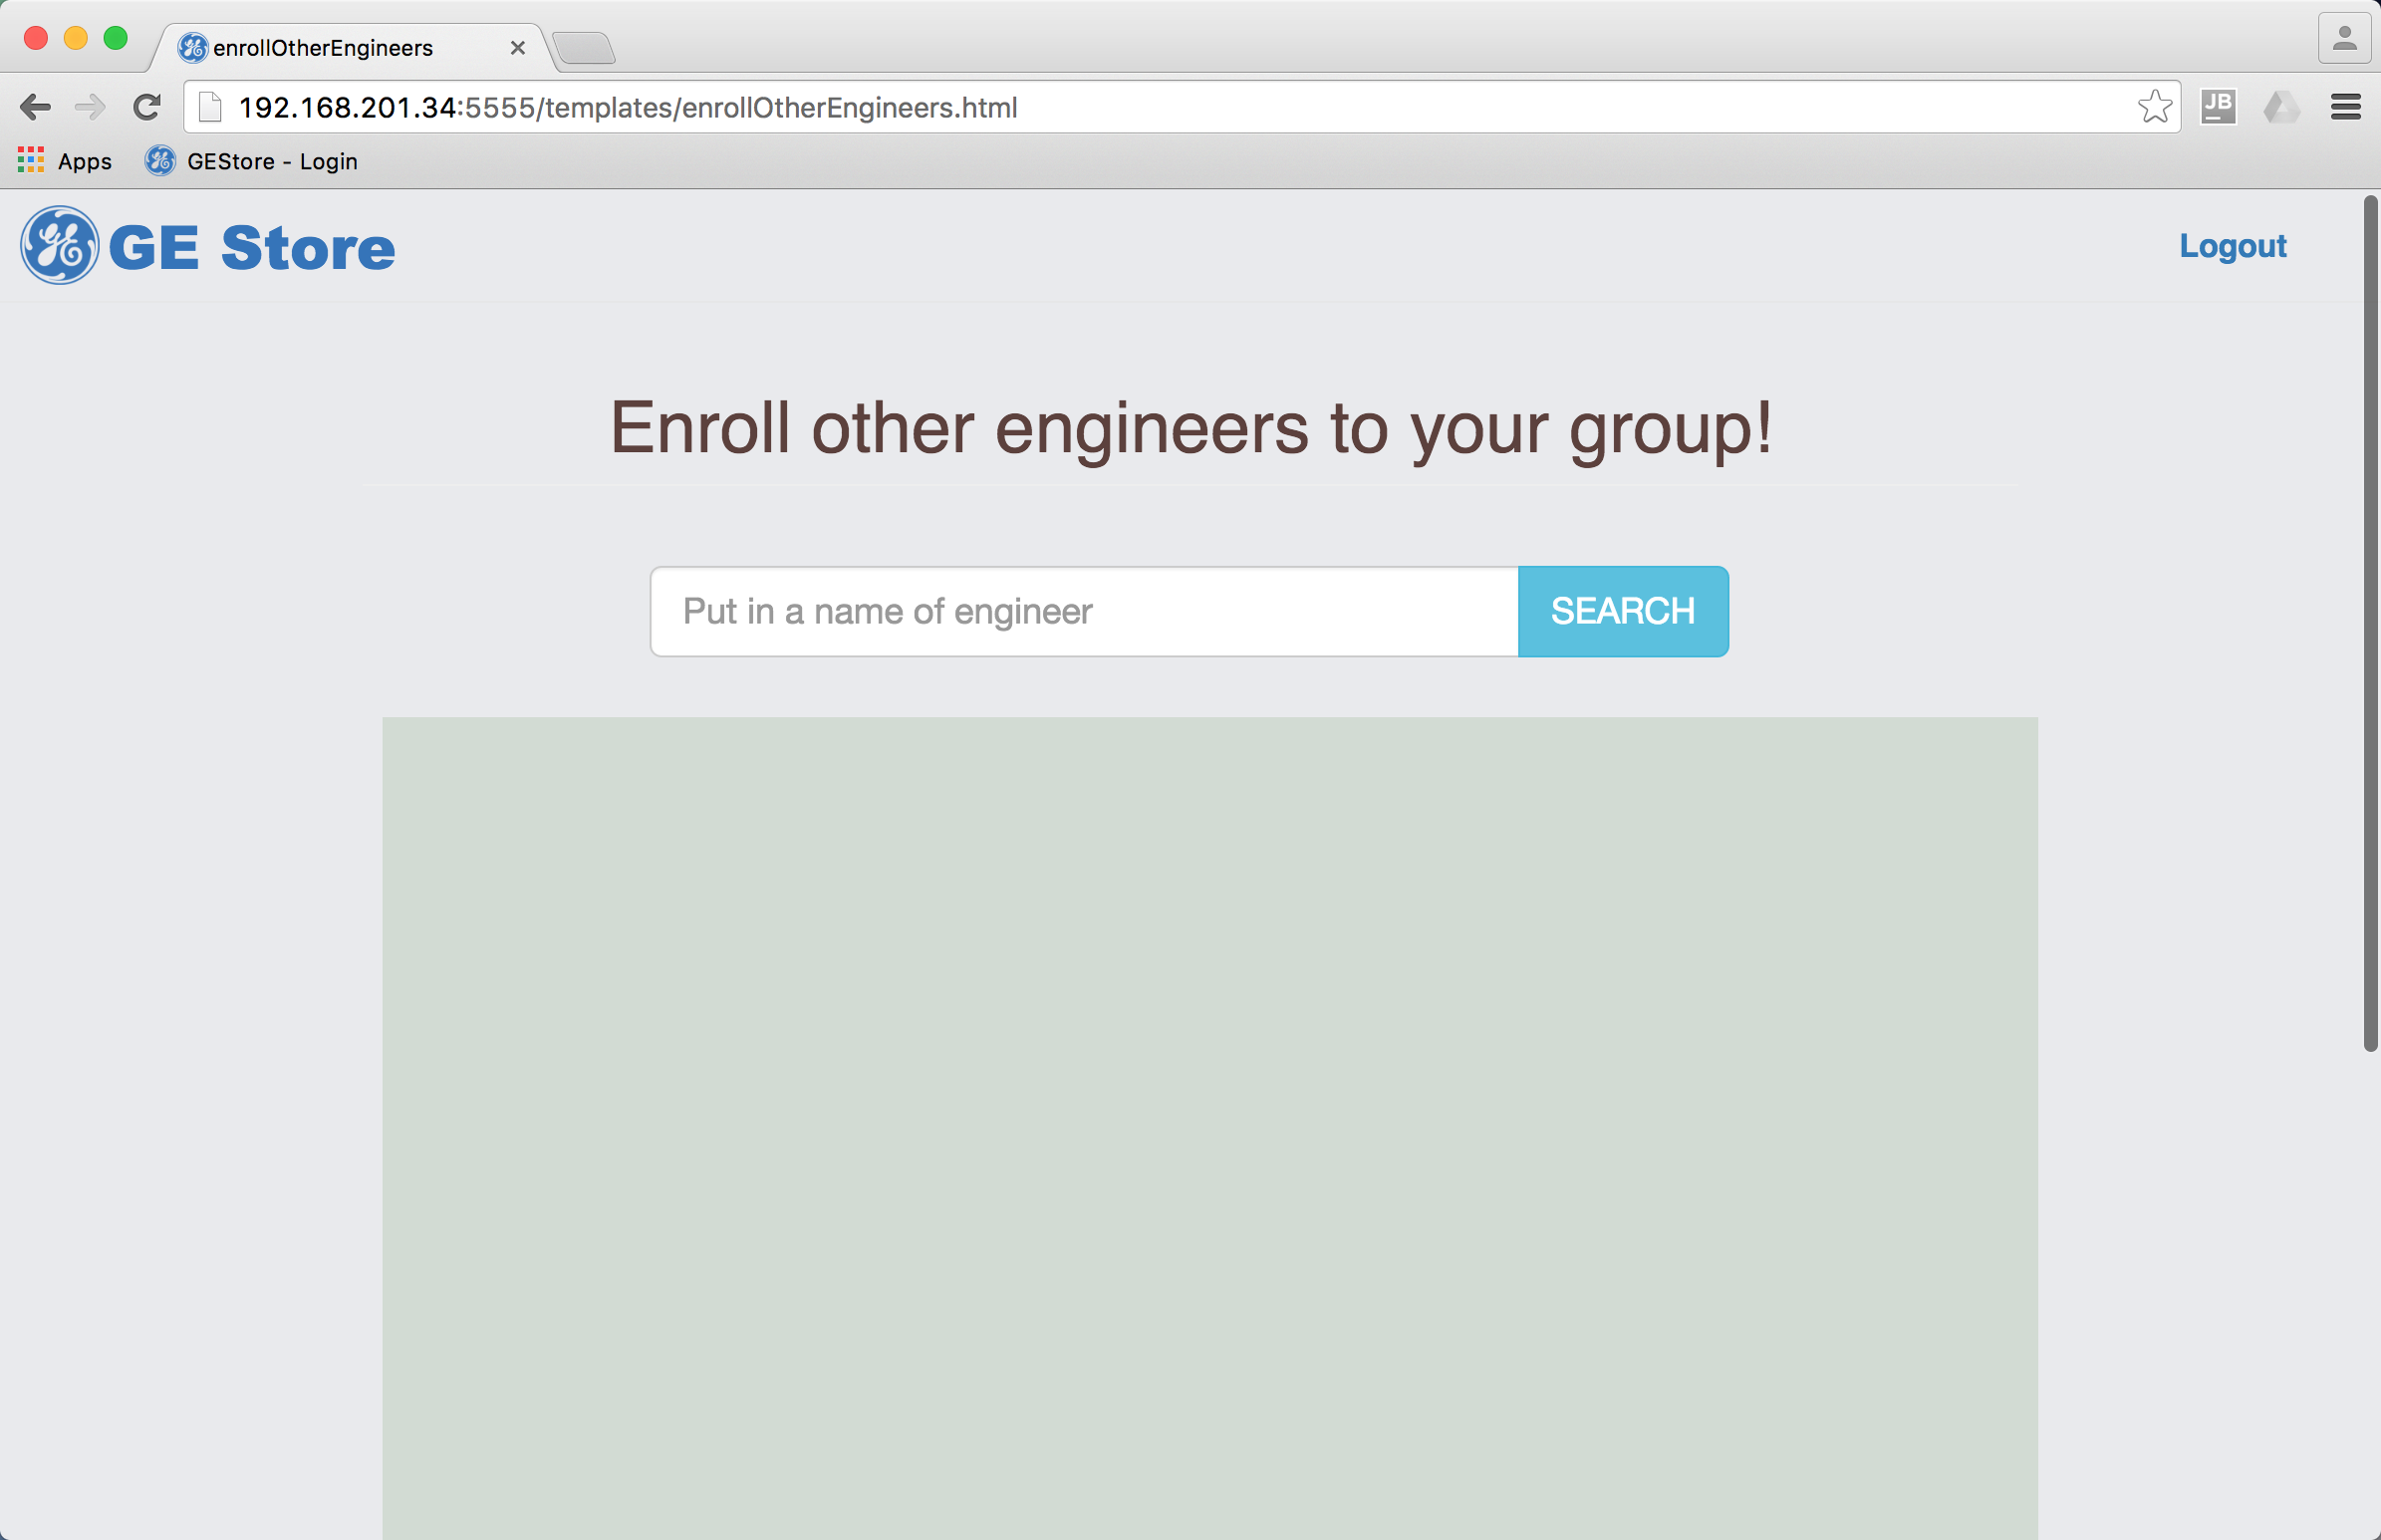 enrollOtherEngineers
192.168.201.34:5555/templates/enrollOtherEngineers.html
JB
Apps
GEStore - Login
GE
GE Store
Logout
Enroll other engineers to your group!
Put in a name of engineer
SEARCH